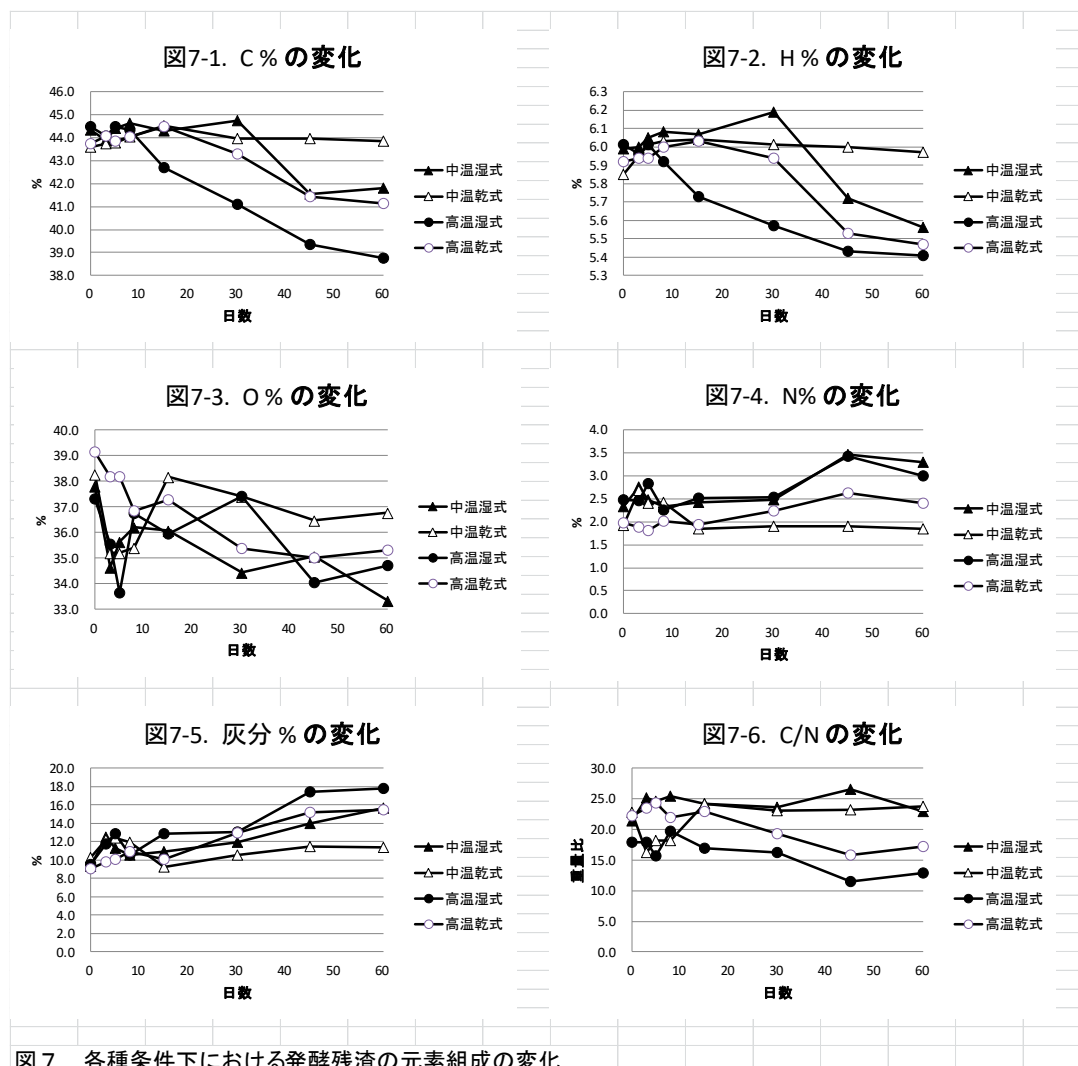 図7-1. C % の変化
46.0
45.0
44.0
43.0
42.0
41.0
40.0
39.0
38.0
%
0 10 20 30 40 50 60
日数
中温湿式
中温乾式
高温湿式
高温乾式
図7-2. H % の変化
6.3
6.2
6.1
6.0
5.9
5.8
5.7
5.6
5.5
5.4
5.3
%
0 10 20 30 40 50 60
日数
中温湿式
中温乾式
高温湿式
高温乾式
図7-3. O % の変化
40.0
39.0
38.0
37.0
36.0
35.0
34.0
33.0
%
0 10 20 30 40 50 60
日数
中温湿式
中温乾式
高温湿式
高温乾式
図7-4. N% の変化
4.0
3.5
3.0
2.5
2.0
1.5
1.0
0.5
0.0
%
0 10 20 30 40 50 60
日数
中温湿式
中温乾式
高温湿式
高温乾式
図7-5. 灰分 % の変化
20.0
18.0
16.0
14.0
12.0
10.0
8.0
6.0
4.0
2.0
0.0
%
0 10 20 30 40 50 60
日数
中温湿式
中温乾式
高温湿式
高温乾式
図7-6. C/N の変化
30.0
25.0
20.0
15.0
10.0
5.0
0.0
重量比
0 10 20 30 40 50 60
日数
中温湿式
中温乾式
高温湿式
高温乾式
図７ 各種条件下における発酵残渣の元素組成の変化